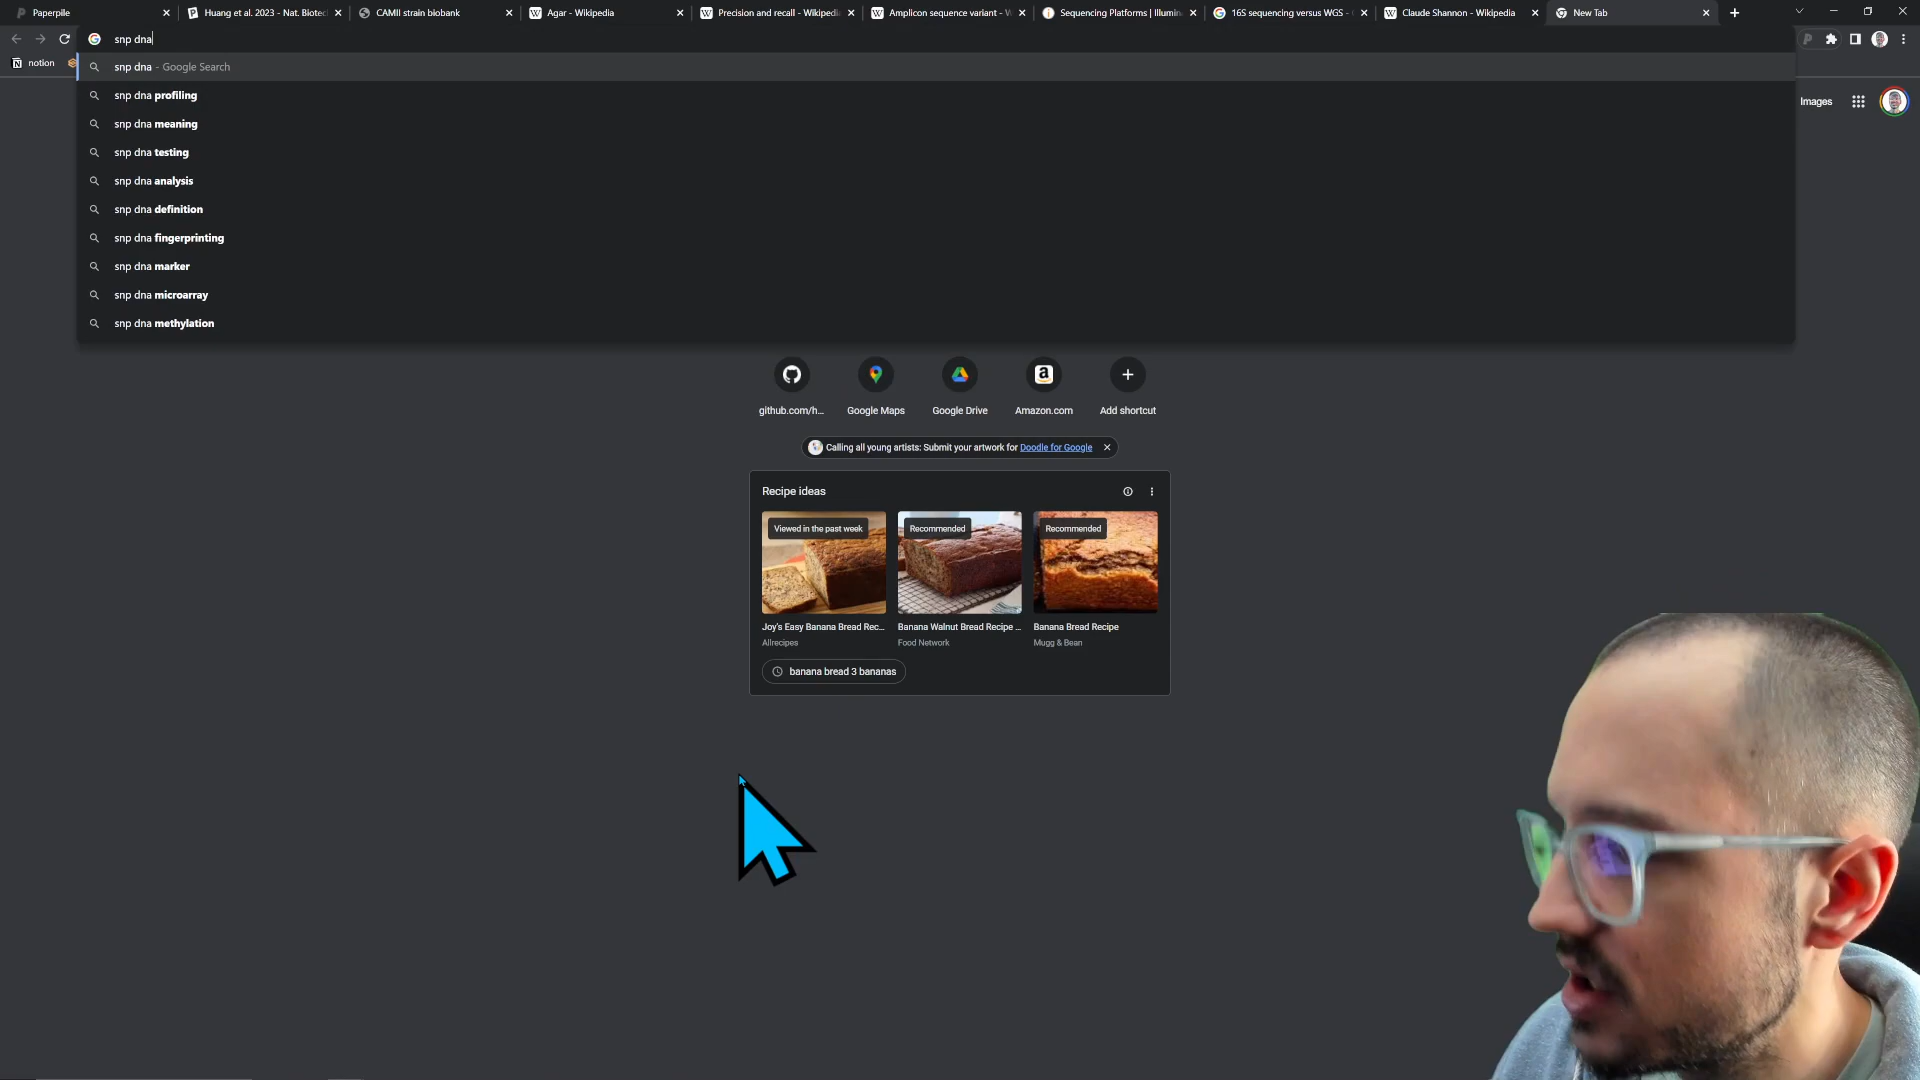 Paperpile
Huang et al. 2023 - Nat. Biotec
CAMII strain biobank
Agar - Wikipedia
Precision and recall - Wikipedi
Amplicon sequence variant - W
Sequencing Platforms | Illumin
16S sequencing versus WGS -
Claude Shannon - Wikipedia
New Tab
snp dna
notion
snp dna - Google Search
snp dna profiling
Images
snp dna meaning
snp dna testing
snp dna analysis
snp dna definition
snp dna fingerprinting
snp dna marker
snp dna microarray
snp dna methylation
github.com/h...
Google Maps
Google Drive
Amazon.com
Add shortcut
Calling all young artists: Submit your artwork for Doodle for Google
Recipe ideas
Viewed in the past week
Recommended
Recommended
Joy's Easy Banana Bread Rec...
Banana Walnut Bread Recipe ...
Banana Bread Recipe
Allrecipes
Food Network
Mugg & Bean
banana bread 3 bananas